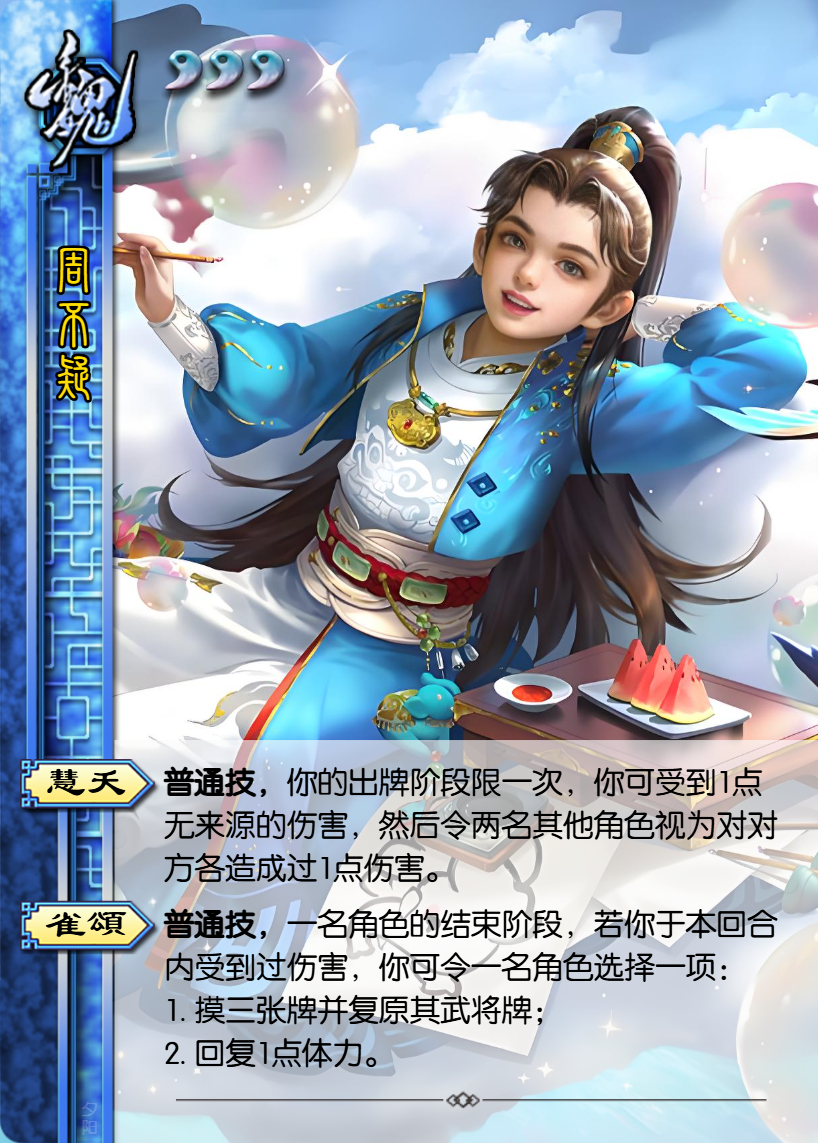 魏
周不疑
慧夭
普通技，你的出牌阶段限一次，你可受到1点
无来源的伤害，然后令两名其他角色视为对对
方各造成过1点伤害。
雀頌
普通技，一名角色的结束阶段，若你于本回合
内受到过伤害，你可令一名角色选择一项：
1. 摸三张牌并复原其武将牌；
2. 回复1点体力。
夕阳